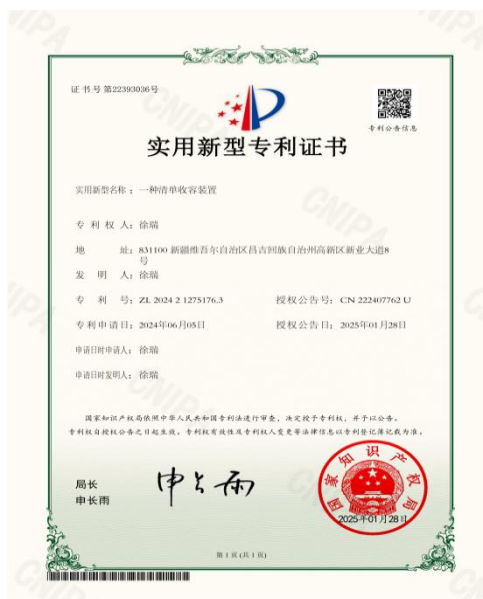 证书号第22393036号
专利公告信息
实用新型专利证书
实用新型名称：一种清单收容装置
专利权人：徐瑞
地址：831100 新疆维吾尔自治区昌吉回族自治州高新区新业大道8
号
发明人：徐瑞
专利号：ZL 2024 2 1275176.3
授权公告号：CN 222407762 U
专利申请日：2024年06月05日
授权公告日：2025年01月28日
申请日时申请人：徐瑞
申请日时发明人：徐瑞
国家知识产权局依照中华人民共和国专利法进行审查，决定授予专利权，并予以公告。
专利权自授权公告之日起生效。专利权有效性及专利权人变更等法律信息以专利登记簿记载为准。
局长
申长雨
申长雨
国家知识产权局
2025年01月28日
第1页(共1页)
CNIPA